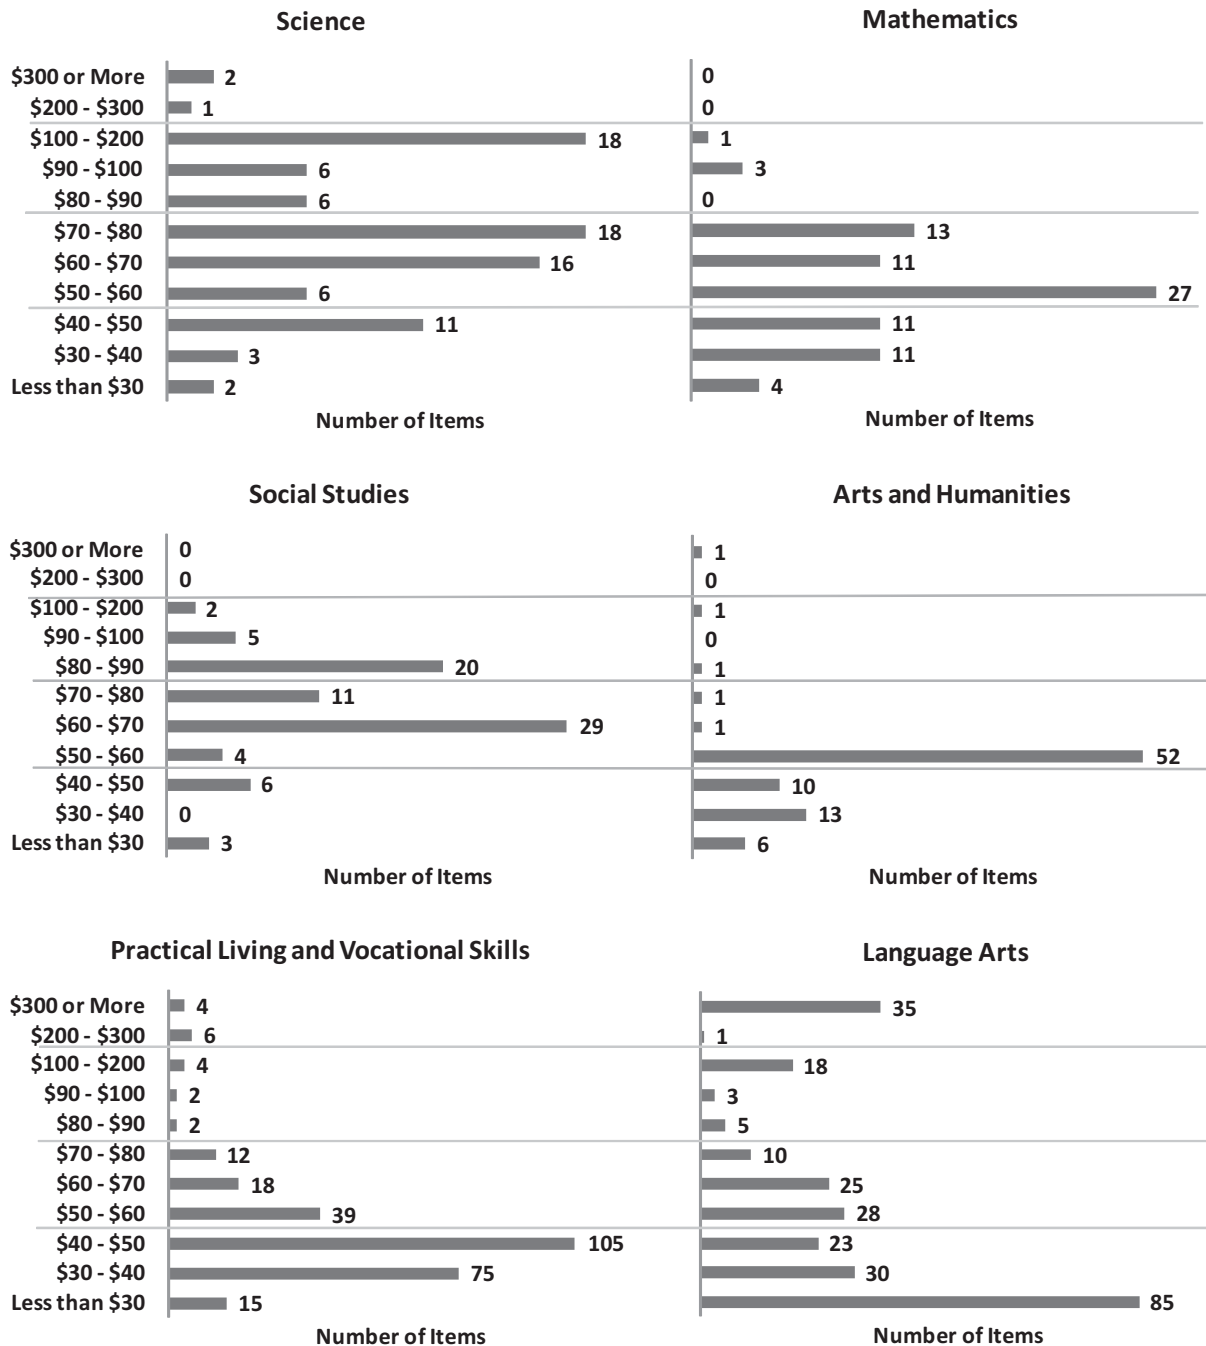 Science
$300 or More 2
$200 - $300 1
$100 - $200 18
$90 - $100 6
$80 - $90 6
$70 - $80 18
$60 - $70 16
$50 - $60 6
$40 - $50 11
$30 - $40 3
Less than $30 2
Number of Items
Mathematics
0
0
1
3
0
13
11
27
11
11
4
Number of Items
Social Studies
$300 or More 0
$200 - $300 0
$100 - $200 2
$90 - $100 5
$80 - $90 20
$70 - $80 11
$60 - $70 29
$50 - $60 4
$40 - $50 6
$30 - $40 0
Less than $30 3
Number of Items
Arts and Humanities
1
0
1
0
1
1
1
52
10
13
6
Number of Items
Practical Living and Vocational Skills
$300 or More 4
$200 - $300 6
$100 - $200 4
$90 - $100 2
$80 - $90 2
$70 - $80 12
$60 - $70 18
$50 - $60 39
$40 - $50 105
$30 - $40 75
Less than $30 15
Number of Items
Language Arts
35
1
18
3
5
10
25
28
23
30
85
Number of Items